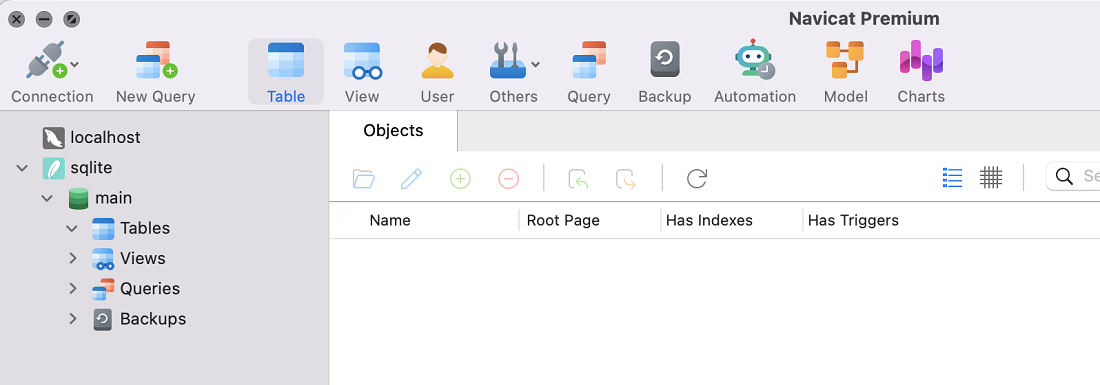 Navicat Premium
Connection New Query Table View User Others Query Backup Automation Model Charts
localhost
sqlite
main
Tables
Views
Queries
Backups
Objects
Name Root Page Has Indexes Has Triggers